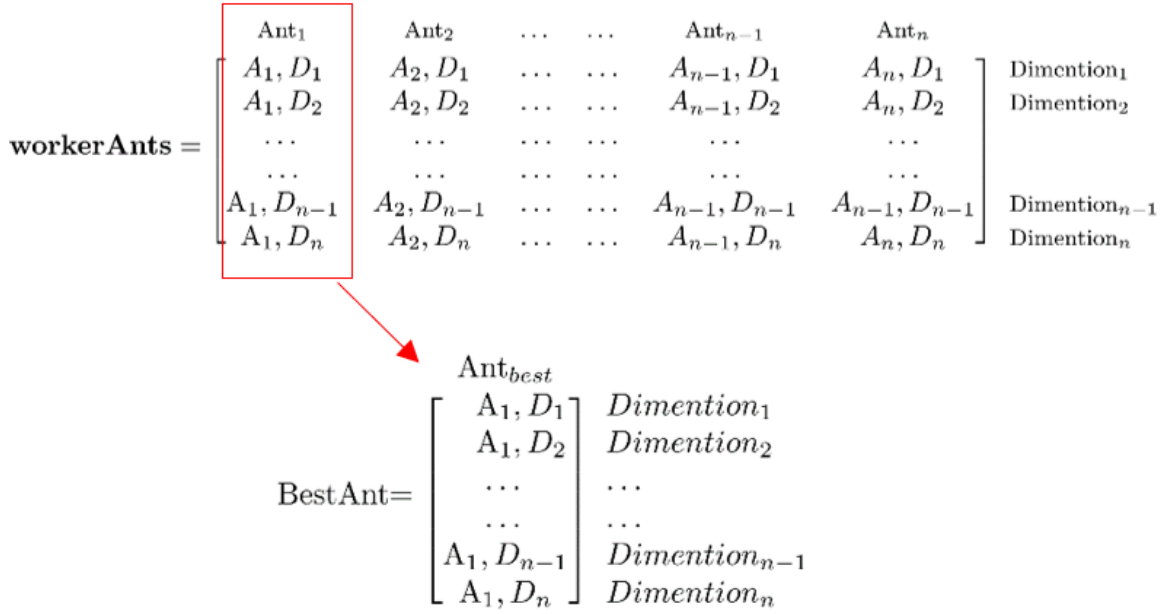 Ant₁ Ant₂ … … Antₙ₋₁ Antₙ
A₁, D₁ A₂, D₁ … … Aₙ₋₁, D₁ Aₙ, D₁ Dimention₁
A₁, D₂ A₂, D₂ … … Aₙ₋₁, D₂ Aₙ, D₂ Dimention₂
workerAnts = … … … … … …
… … … … … …
A₁, Dₙ₋₁ A₂, Dₙ₋₁ … … Aₙ₋₁, Dₙ₋₁ Aₙ₋₁, Dₙ₋₁ Dimentionₙ₋₁
A₁, Dₙ A₂, Dₙ … … Aₙ₋₁, Dₙ Aₙ, Dₙ Dimentionₙ
Ant_best
A₁, D₁ Dimention₁
A₁, D₂ Dimention₂
BestAnt= … …
… …
A₁, Dₙ₋₁ Dimentionₙ₋₁
A₁, Dₙ Dimentionₙ